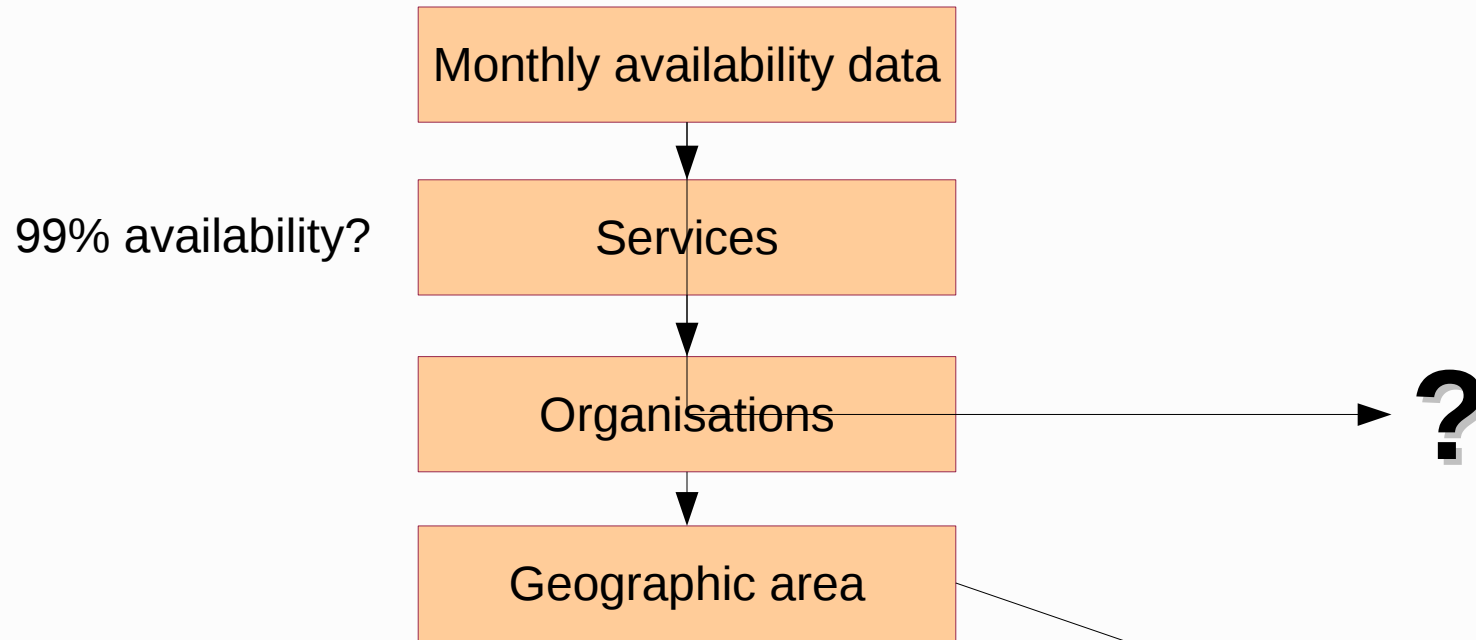 Monthly availability data
99% availability?
Services
Organisations
?
Geographic area